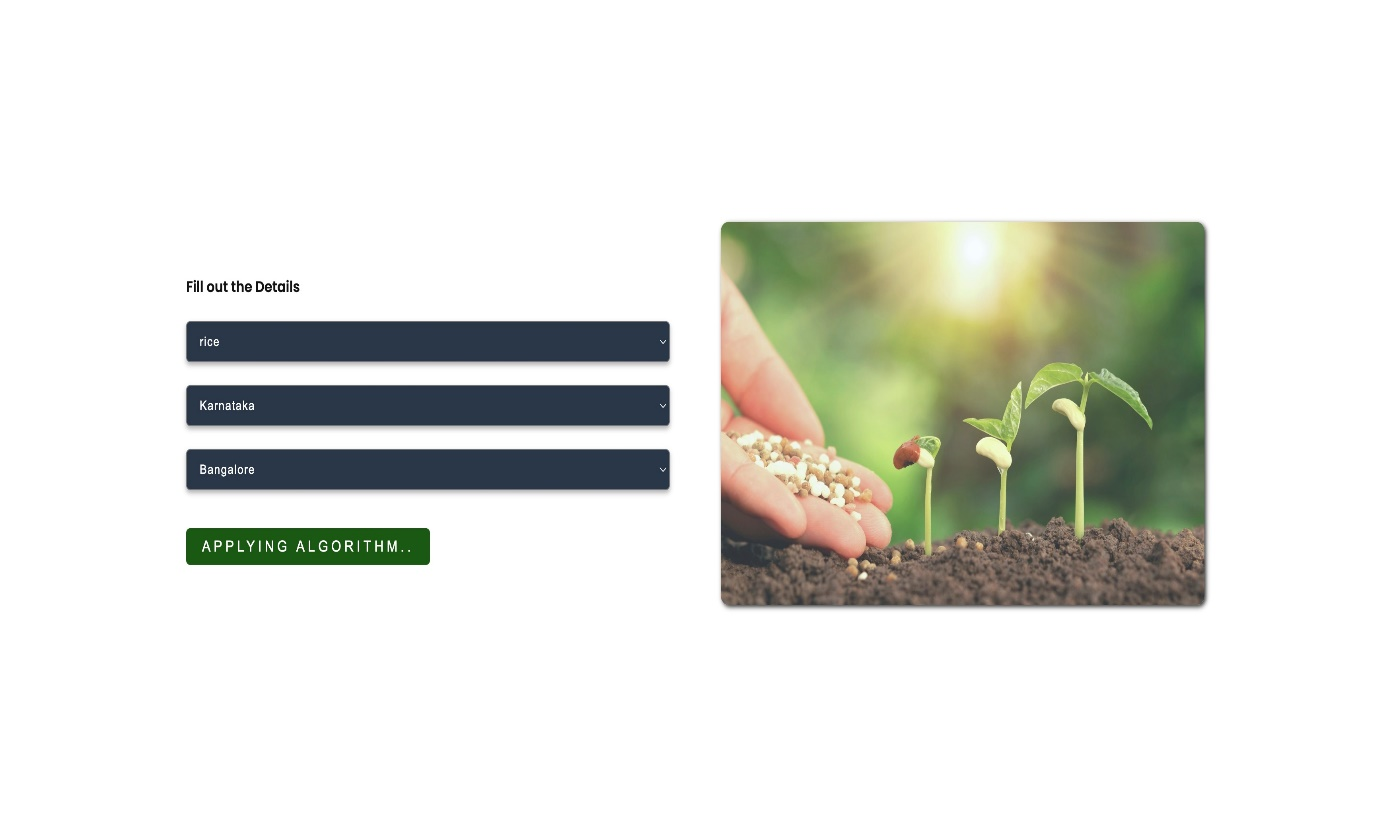 Fill out the Details
rice
Karnataka
Bangalore
APPLYING ALGORITHM..